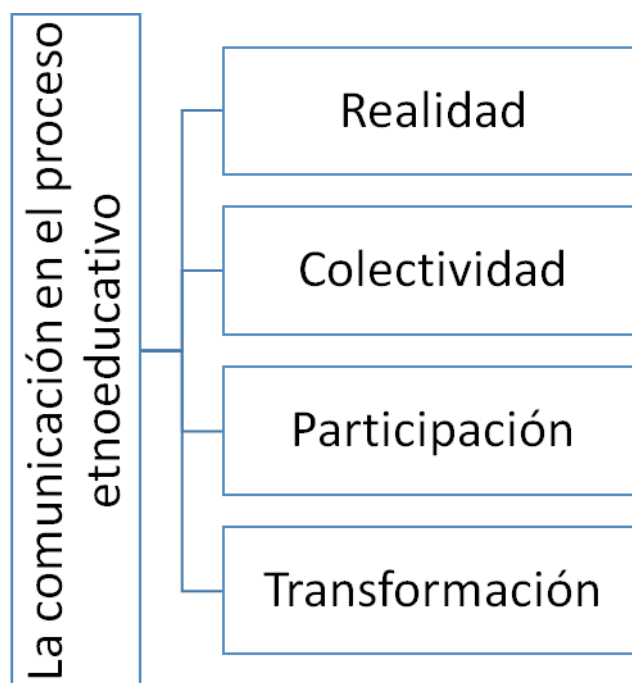 La comunicación en el proceso
etnoeducativo
Realidad
Colectividad
Participación
Transformación